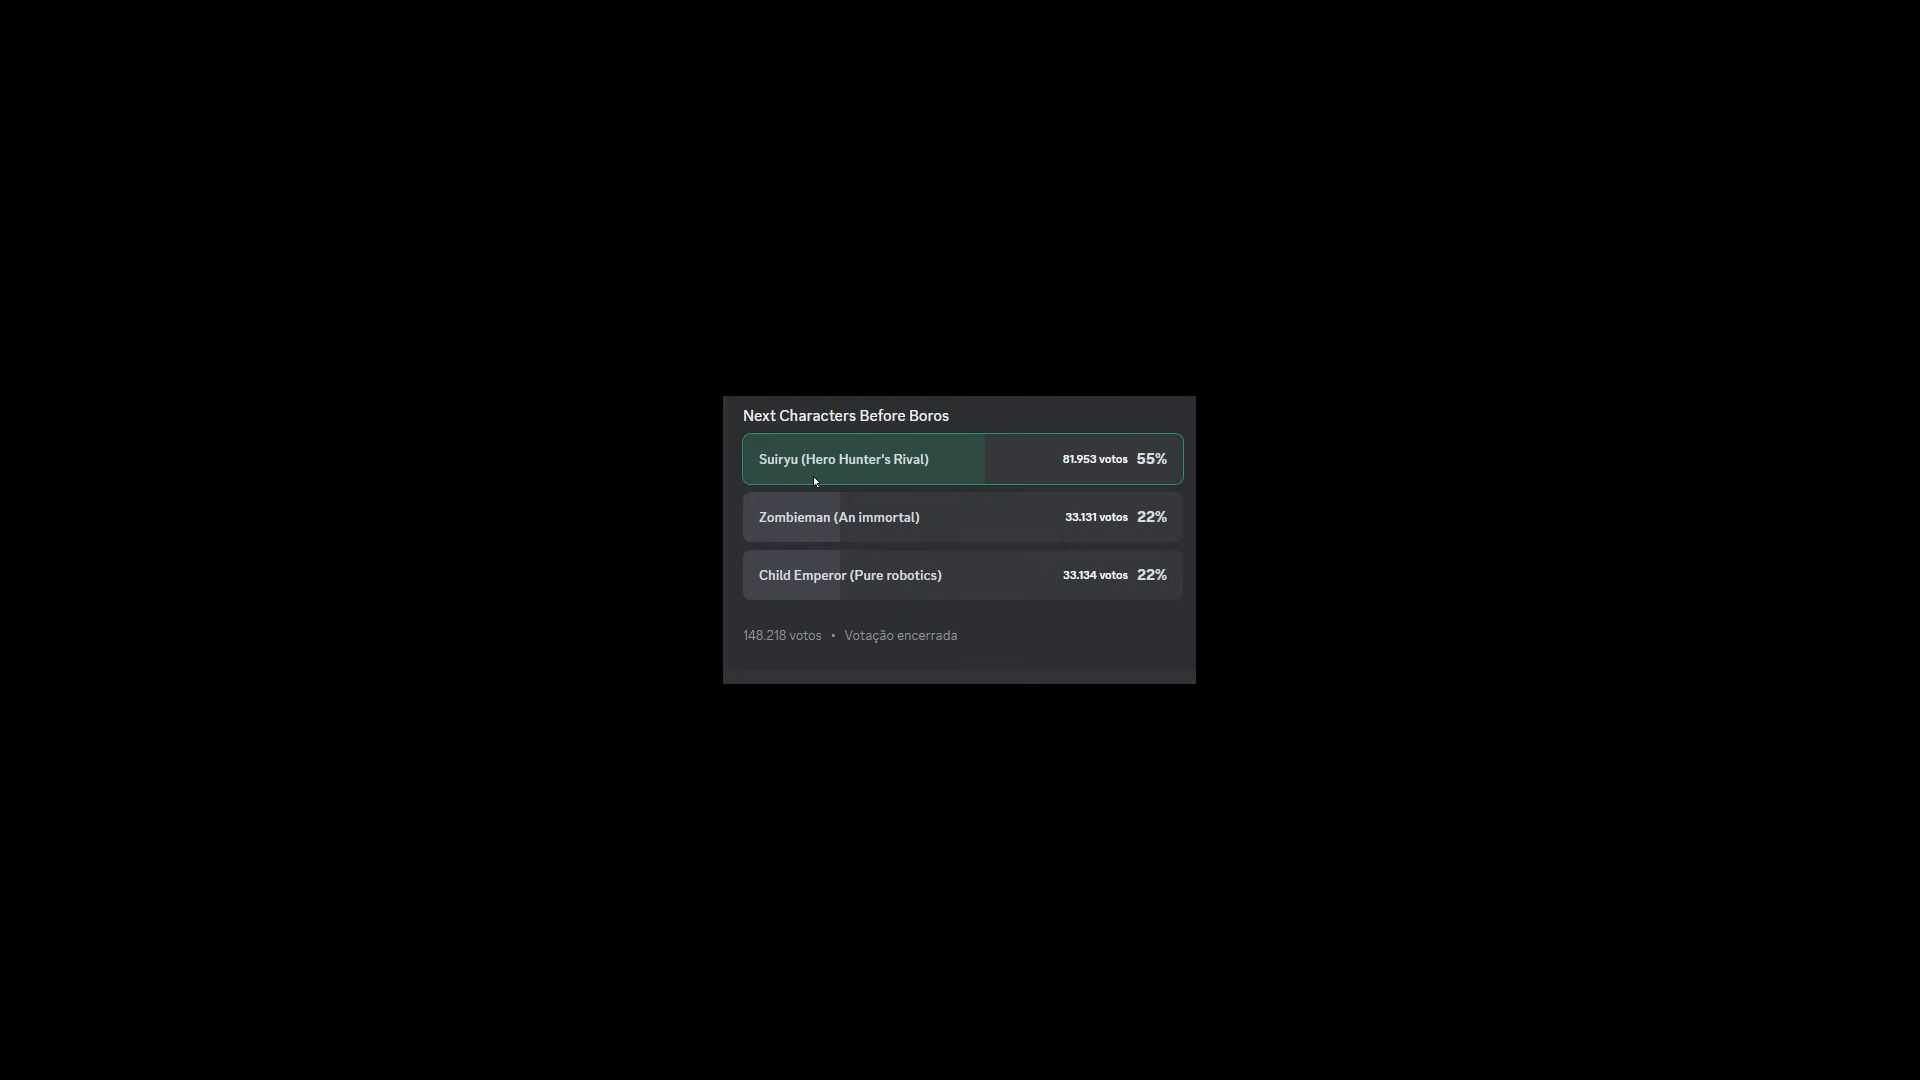 Next Characters Before Boros
Suiryu (Hero Hunter's Rival) 81.953 votos 55%
Zombieman (An immortal) 33.131 votos 22%
Child Emperor (Pure robotics) 33.134 votos 22%
148.218 votos • Votação encerrada